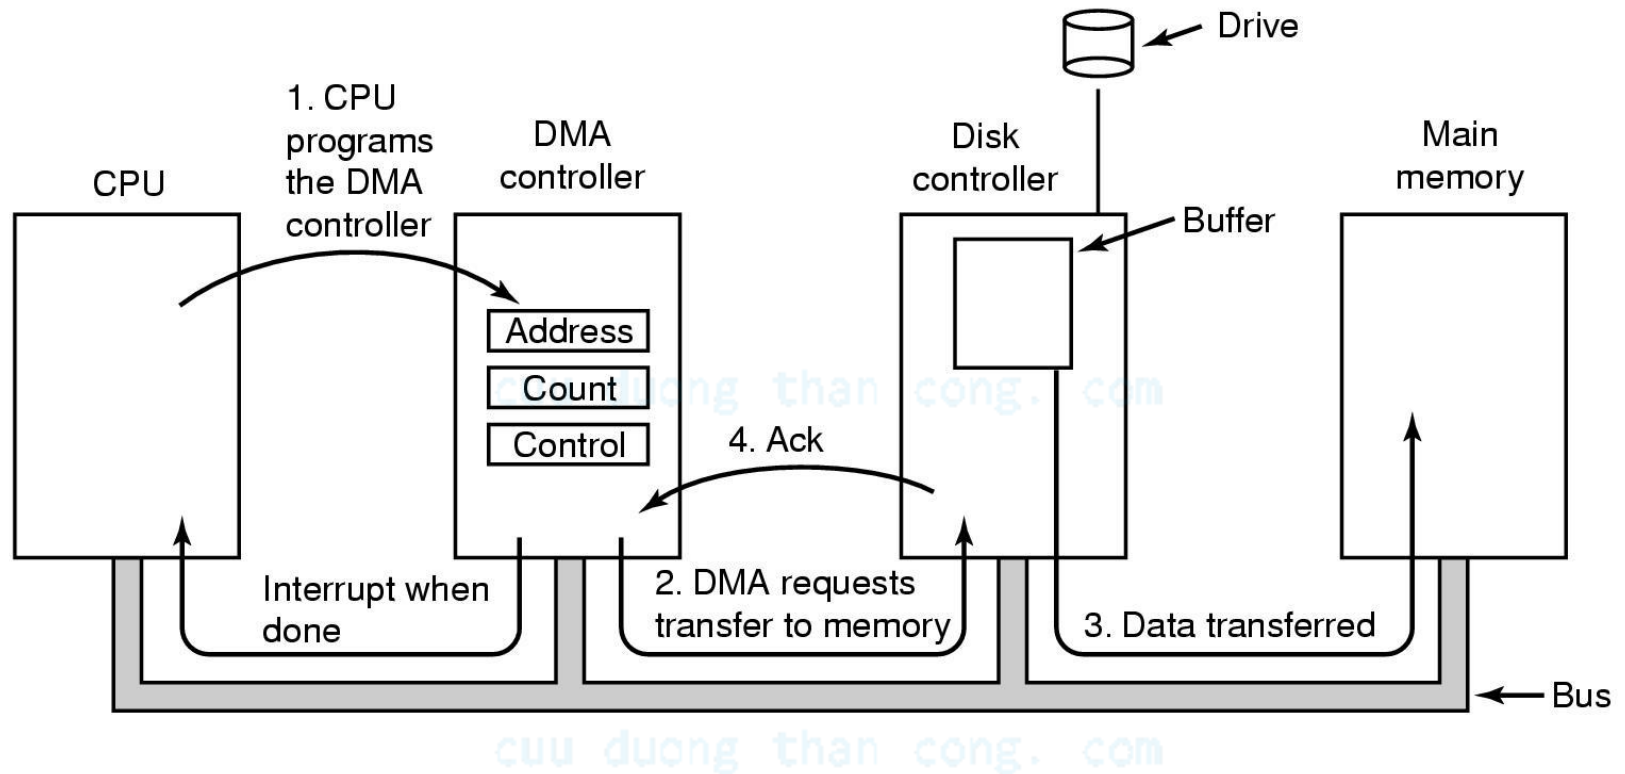 Drive
1. CPU
programs
the DMA
controller
CPU
DMA
controller
Disk
controller
Main
memory
Buffer
Address
Count
Control
cuu duong than cong. com
4. Ack
Interrupt when
done
2. DMA requests
transfer to memory
3. Data transferred
Bus
cuu duong than cong. com